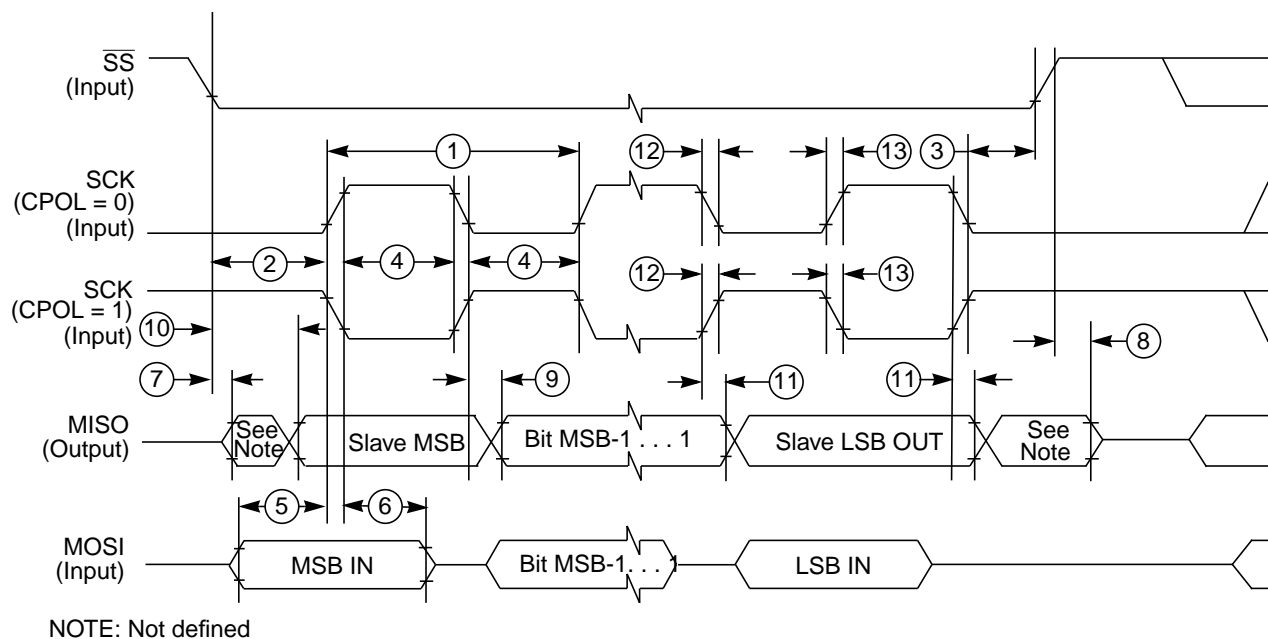 SS
(Input)
1
12
13
3
SCK
(CPOL = 0)
(Input)
2
4
4
12
13
SCK
(CPOL = 1)
(Input)
10
8
7
9
11
11
MISO
(Output)
See
Note
Slave MSB
Bit MSB-1 . . . 1
Slave LSB OUT
See
Note
5
6
MOSI
(Input)
MSB IN
Bit MSB-1. . . 1
LSB IN
NOTE: Not defined